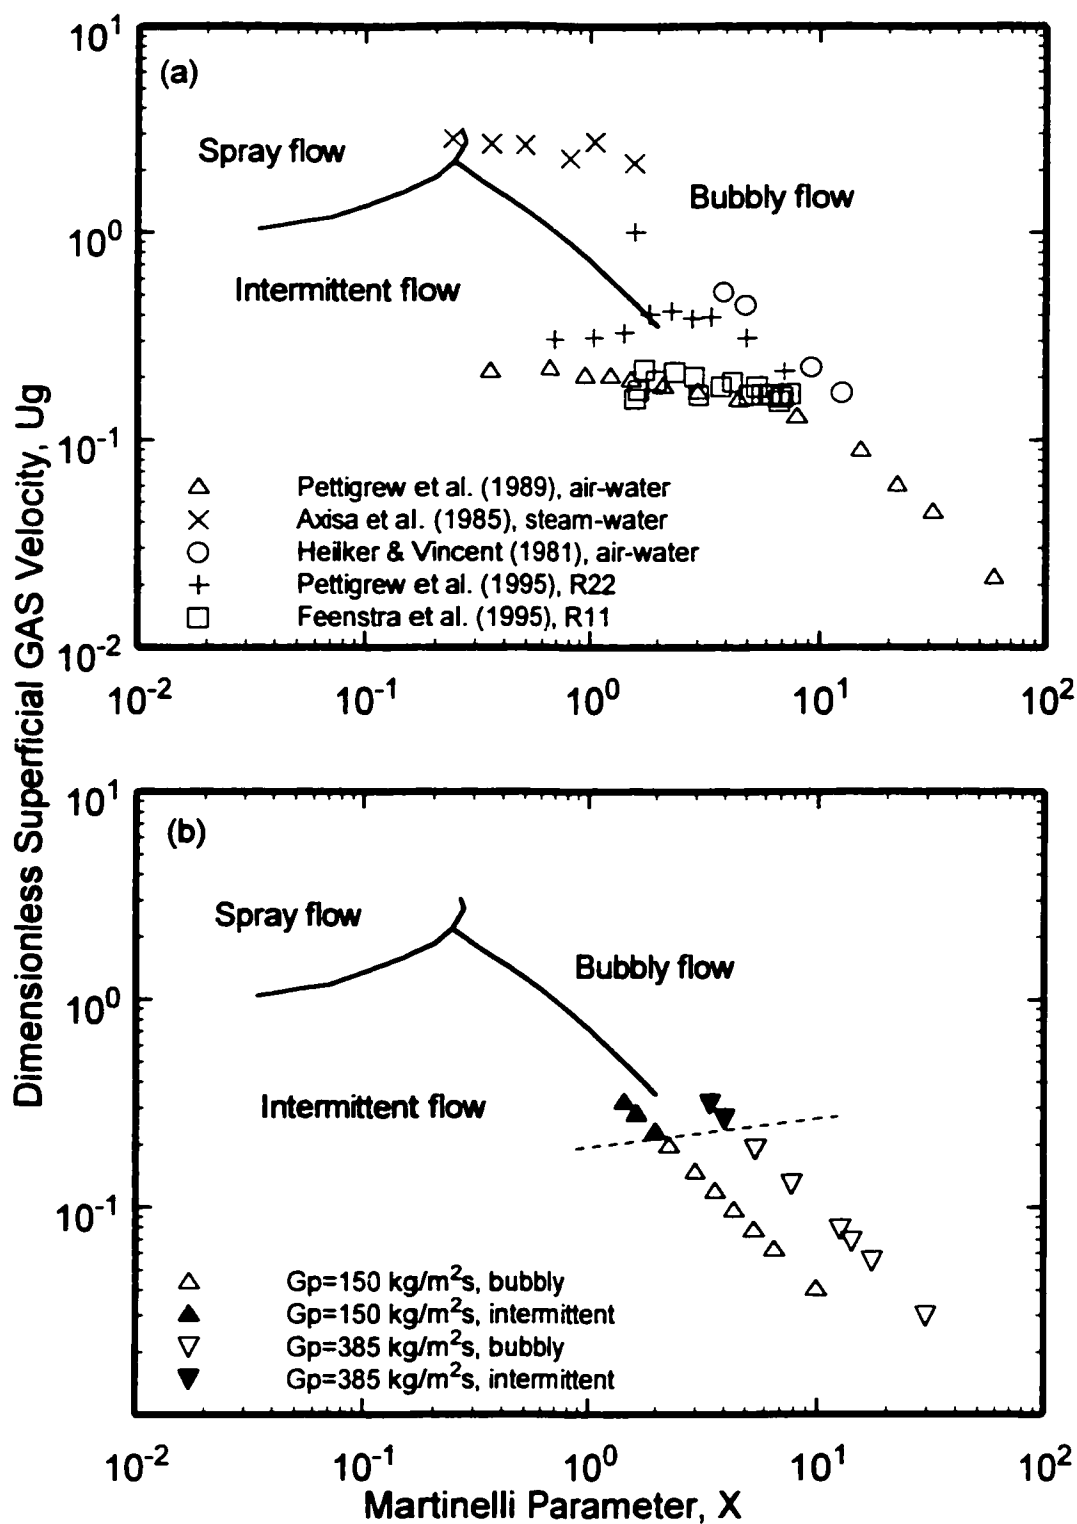 Dimensionless Superficial GAS Velocity, Ug
(a)
10^1
10^0
10^-1
10^-2
Spray flow
Bubbly flow
Intermittent flow
Pettigrew et al. (1989), air-water
Axisa et al. (1985), steam-water
Heilker & Vincent (1981), air-water
Pettigrew et al. (1995), R22
Feenstra et al. (1995), R11
10^-2 10^-1 10^0 10^1 10^2
(b)
10^1
10^0
10^-1
Spray flow
Bubbly flow
Intermittent flow
Gp=150 kg/m^2s, bubbly
Gp=150 kg/m^2s, intermittent
Gp=385 kg/m^2s, bubbly
Gp=385 kg/m^2s, intermittent
10^-2 10^-1 10^0 10^1 10^2
Martinelli Parameter, X